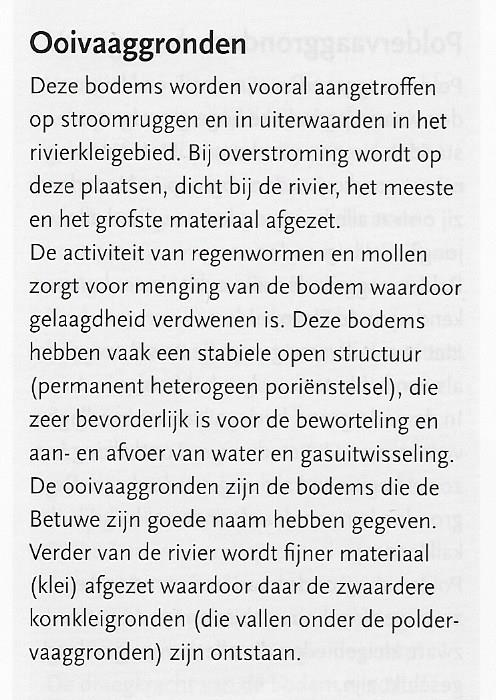 Ooivaaggronden
Deze bodems worden vooral aangetroffen
op stroomruggen en in uiterwaarden in het
rivierkleigebied. Bij overstroming wordt op
deze plaatsen, dicht bij de rivier, het meeste
en het grofste materiaal afgezet.
De activiteit van regenwormen en mollen
zorgt voor menging van de bodem waardoor
gelaagdheid verdwenen is. Deze bodems
hebben vaak een stabiele open structuur
(permanent heterogeen poriënstelsel), die
zeer bevorderlijk is voor de beworteling en
aan- en afvoer van water en gasuitwisseling.
De ooivaaggronden zijn de bodems die de
Betuwe zijn goede naam hebben gegeven.
Verder van de rivier wordt fijner materiaal
(klei) afgezet waardoor daar de zwaardere
komkleigronden (die vallen onder de polder-
vaaggronden) zijn ontstaan.